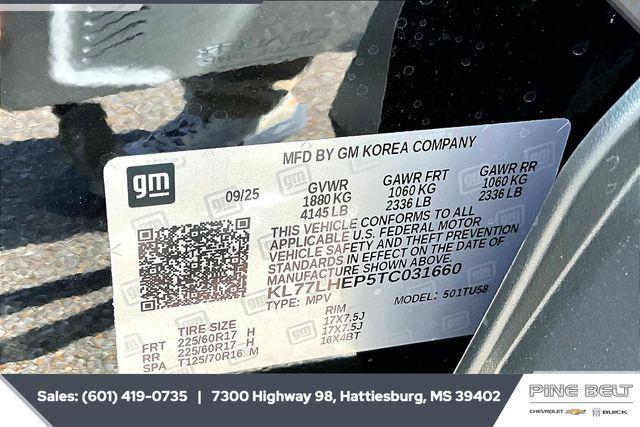 MFD BY GM KOREA COMPANY
gm
09/25
GVWR GAWR FRT GAWR RR
1880 KG 1060 KG 1060 KG
4145 LB 2336 LB 2336 LB
THIS VEHICLE CONFORMS TO ALL
APPLICABLE U.S. FEDERAL MOTOR
VEHICLE SAFETY AND THEFT PREVENTION
STANDARDS IN EFFECT ON THE DATE OF
MANUFACTURE SHOWN ABOVE.
KL77LHEP5TC031660
TYPE: MPV MODEL: 501TU58
TIRE SIZE RIM
FRT 225/60R17 H 17X7.5J
RR 225/60R17 H 17X7.5J
SPA T125/70R16 M 16X4BT
Sales: (601) 419-0735 | 7300 Highway 98, Hattiesburg, MS 39402
PINE BELT
CHEVROLET BUICK